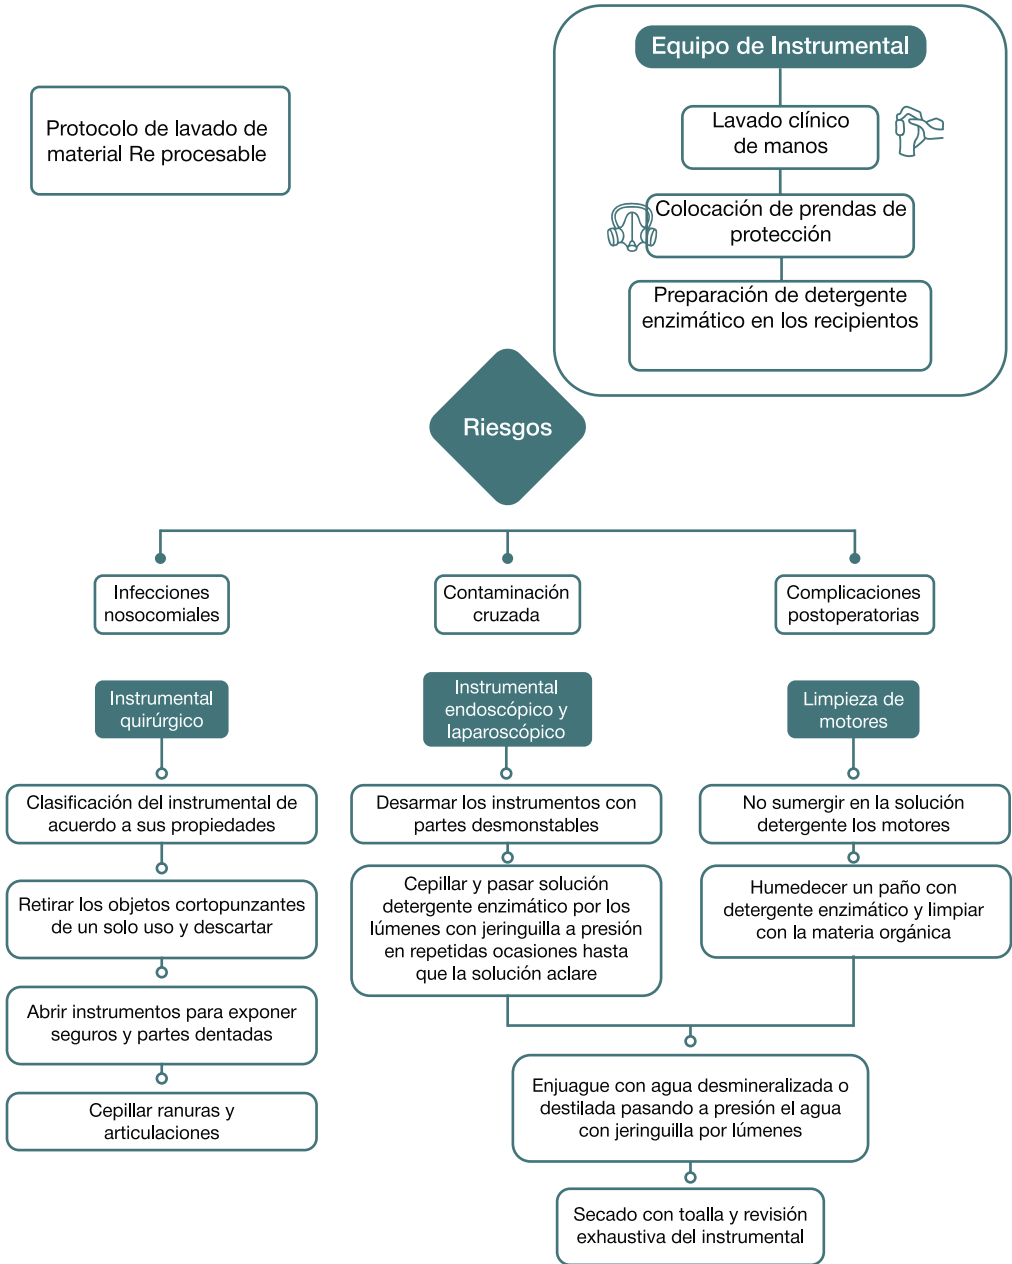 Equipo de Instrumental
Protocolo de lavado de
material Re procesable
Lavado clínico
de manos
Colocación de prendas de
protección
Preparación de detergente
enzimático en los recipientos
Riesgos
Infecciones
nosocomiales
Contaminación
cruzada
Complicaciones
postoperatorias
Instrumental
quirúrgico
Clasificación del instrumental de
acuerdo a sus propiedades
Retirar los objetos cortopunzantes
de un solo uso y descartar
Abrir instrumentos para exponer
seguros y partes dentadas
Cepillar ranuras y
articulaciones
Instrumental
endoscópico y
laparoscópico
Desarmar los instrumentos con
partes desmonstables
Cepillar y pasar solución
detergente enzimático por los
lúmenes con jeringuilla a presión
en repetidas ocasiones hasta
que la solución aclare
Limpieza de
motores
No sumergir en la solución
detergente los motores
Humedecer un paño con
detergente enzimático y limpiar
con la materia orgánica
Enjuague con agua desmineralizada o
destilada pasando a presión el agua
con jeringuilla por lúmenes
Secado con toalla y revisión
exhaustiva del instrumental